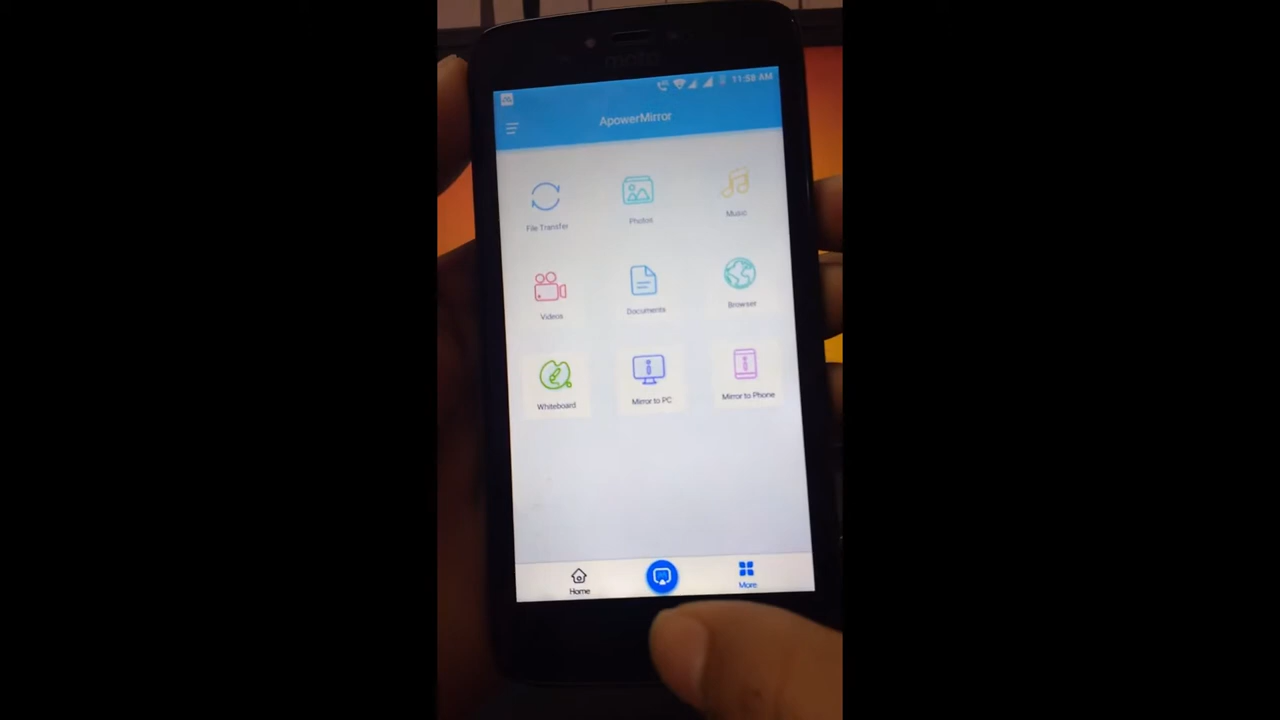 moto
11:58 AM
ApowerMirror
File Transfer
Photos
Music
Videos
Documents
Browser
Whiteboard
Mirror to PC
Mirror to Phone
Home
More